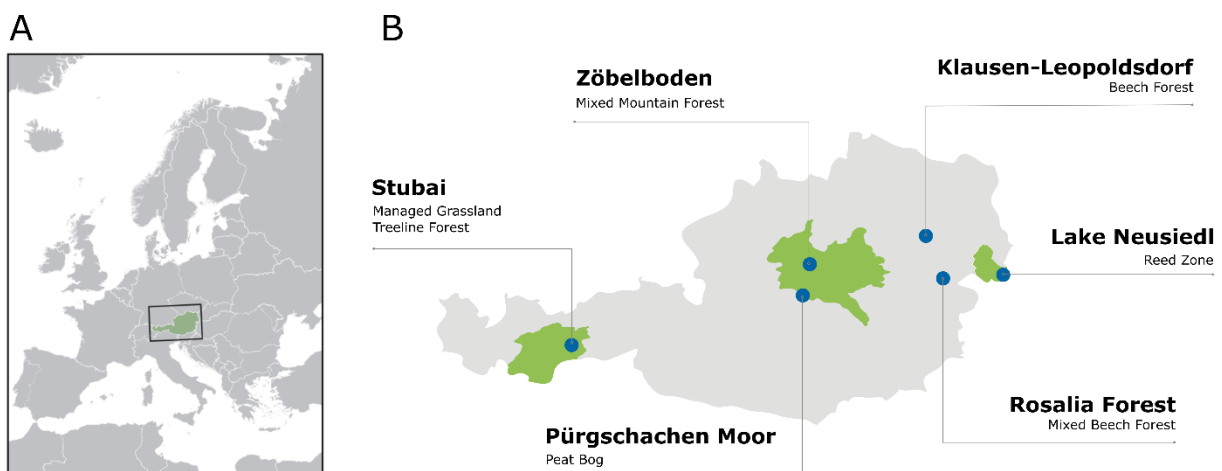 A
B
Zöbelboden
Mixed Mountain Forest
Klausen-Leopoldsdorf
Beech Forest
Stubai
Managed Grassland
Treeline Forest
Lake Neusiedl
Reed Zone
Rosalia Forest
Mixed Beech Forest
Pürgschachen Moor
Peat Bog